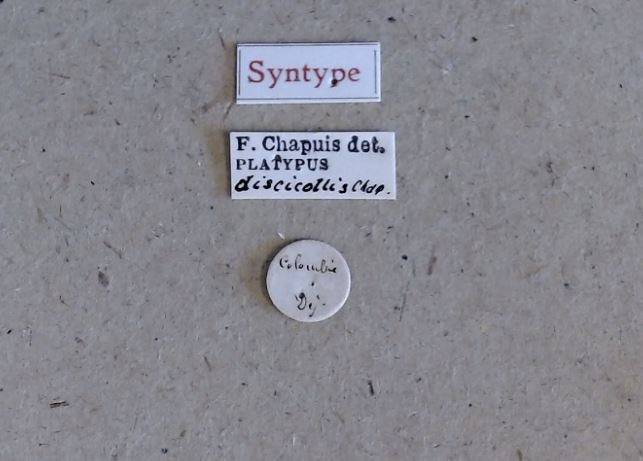 Syntype
F. Chapuis det.
PLATYPUS
discicollis Chap.
Colombie
Dej.